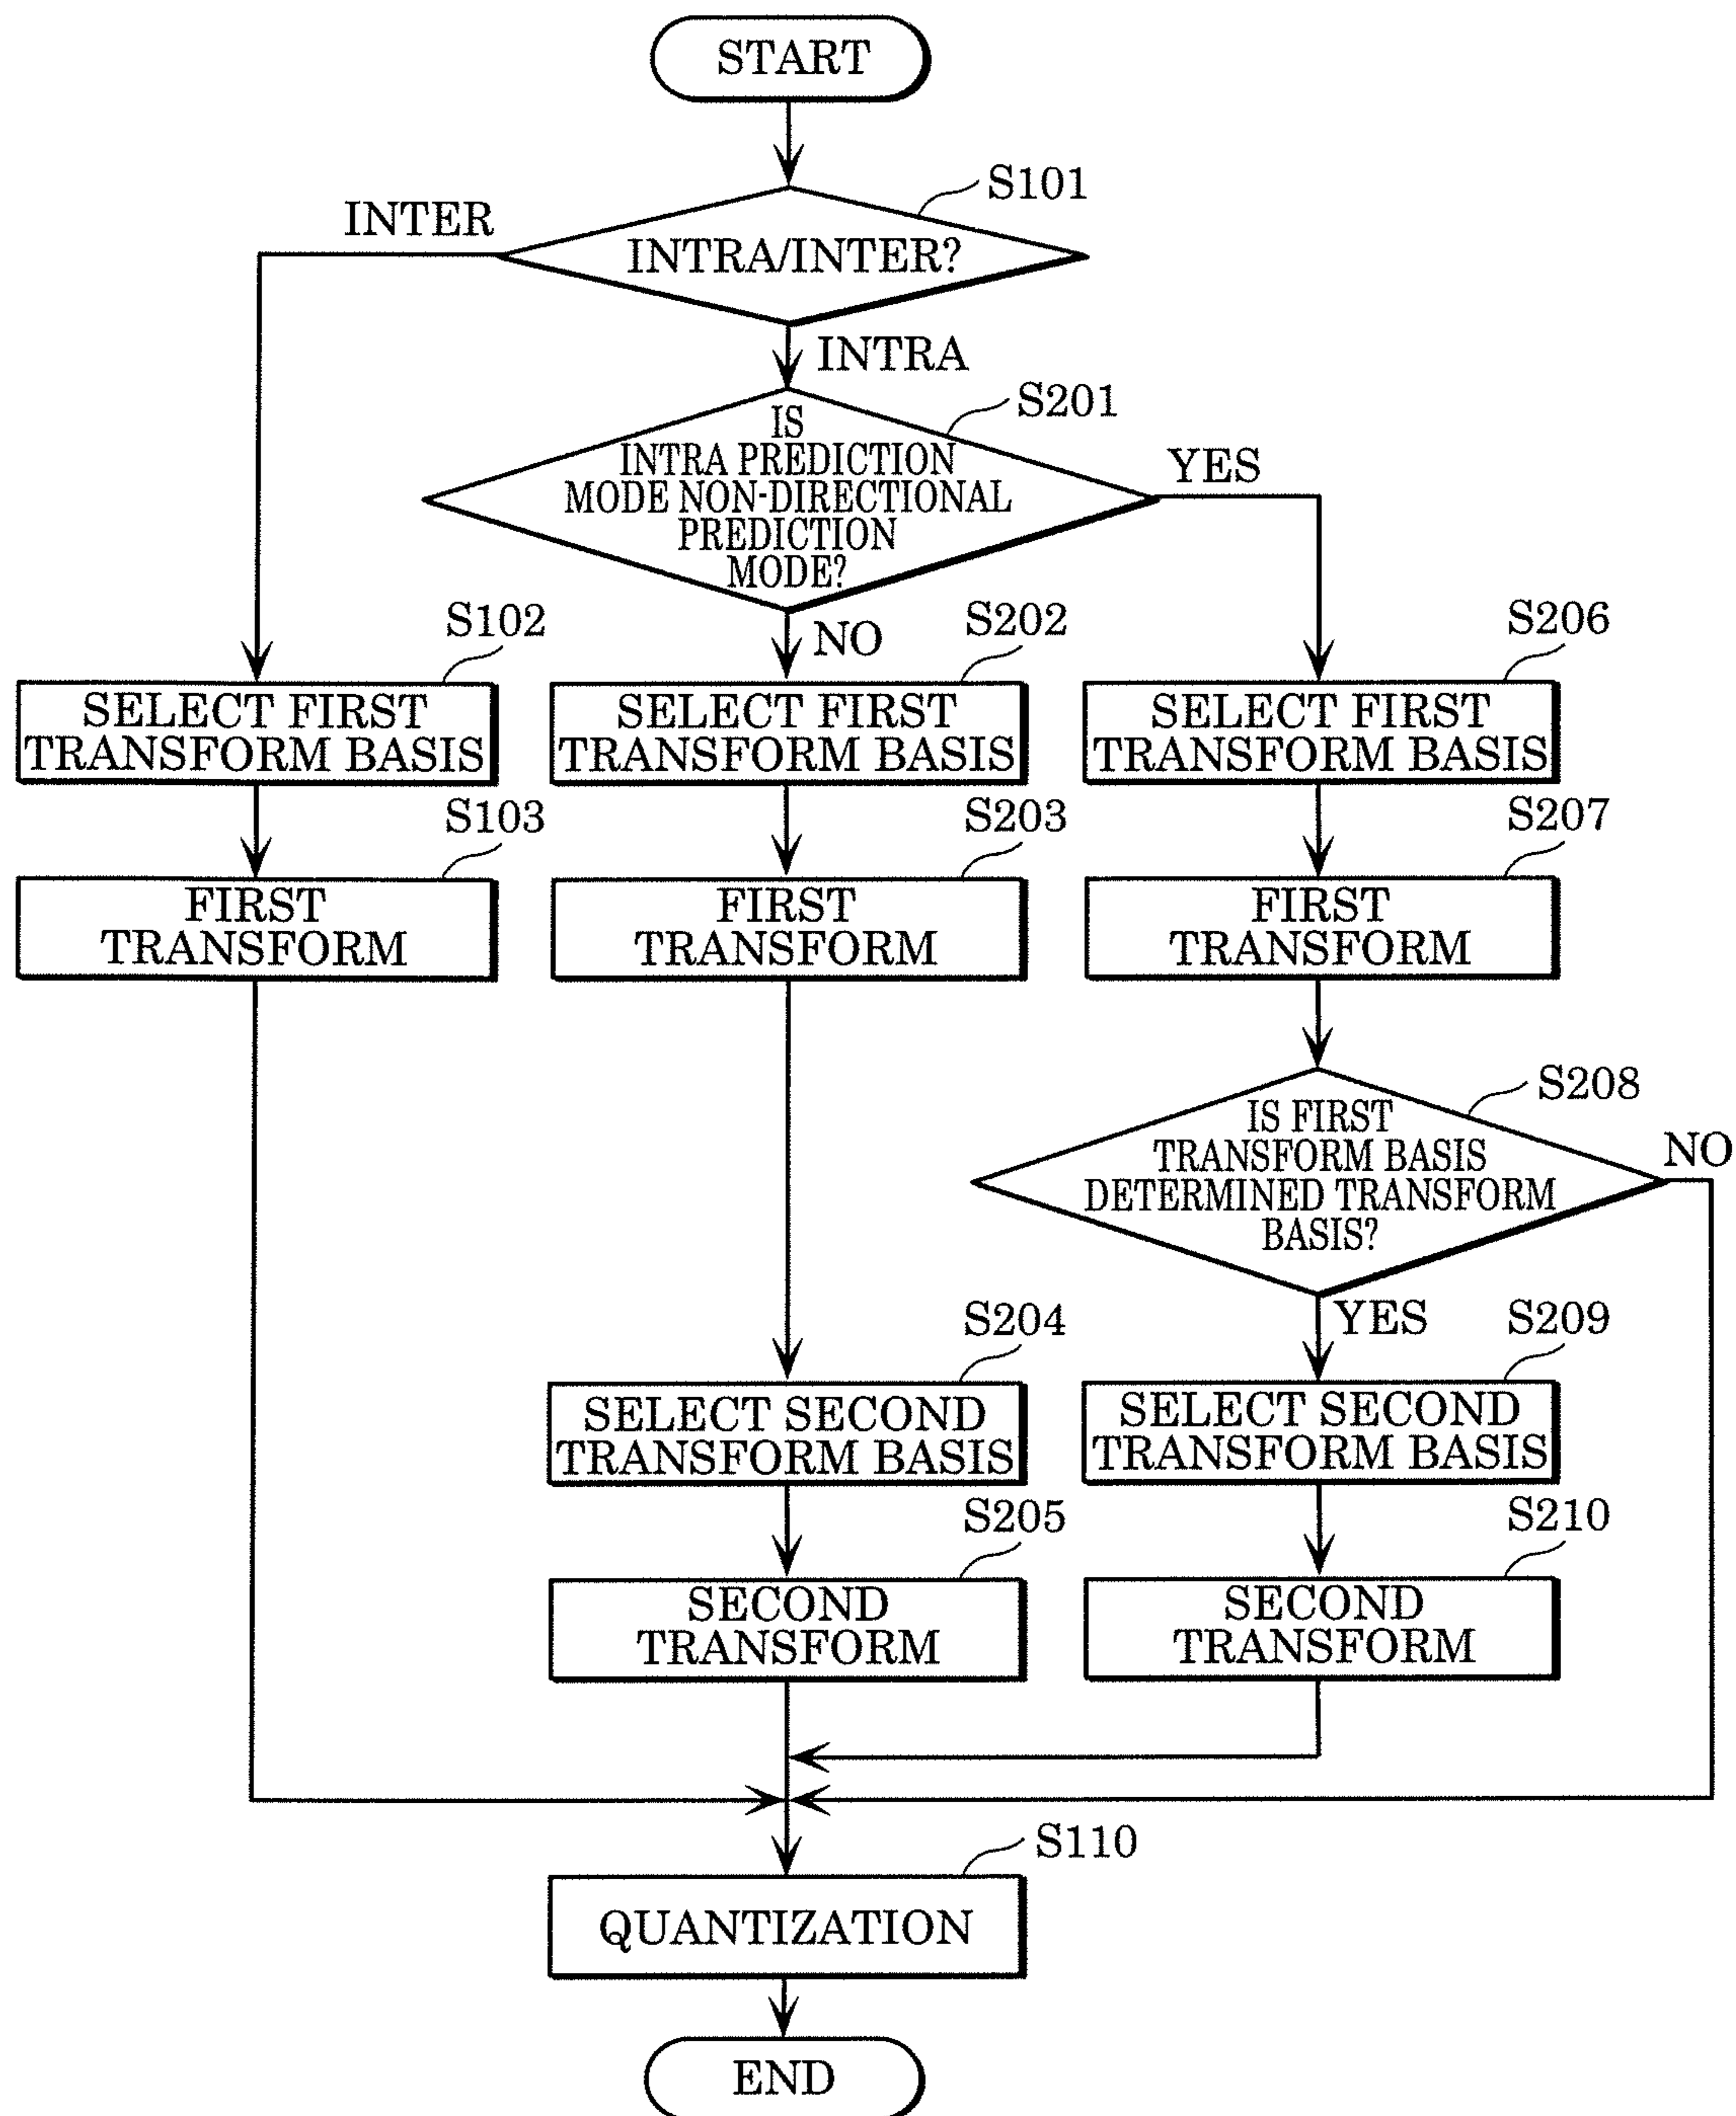 START
S101
INTER
INTRA/INTER?
INTRA
S201
IS
INTRA PREDICTION
MODE NON-DIRECTIONAL
PREDICTION
MODE?
YES
NO
S102
SELECT FIRST
TRANSFORM BASIS
S202
SELECT FIRST
TRANSFORM BASIS
S206
SELECT FIRST
TRANSFORM BASIS
S103
FIRST
TRANSFORM
S203
FIRST
TRANSFORM
S207
FIRST
TRANSFORM
S208
IS FIRST
TRANSFORM BASIS
DETERMINED TRANSFORM
BASIS?
NO
YES
S204
SELECT SECOND
TRANSFORM BASIS
S209
SELECT SECOND
TRANSFORM BASIS
S205
SECOND
TRANSFORM
S210
SECOND
TRANSFORM
S110
QUANTIZATION
END